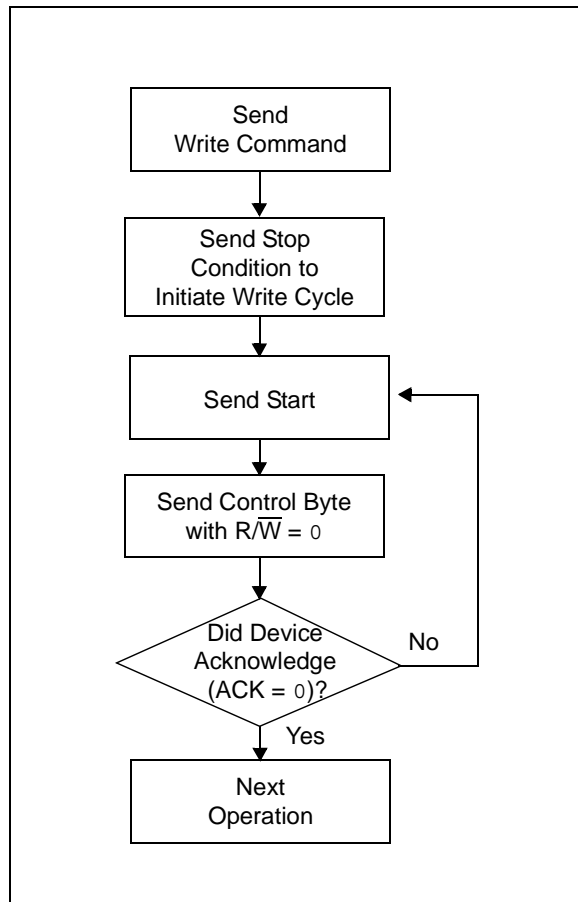 Send
Write Command
Send Stop
Condition to
Initiate Write Cycle
Send Start
Send Control Byte
with R/W̅ = 0
Did Device
Acknowledge
(ACK = 0)?
No
Yes
Next
Operation